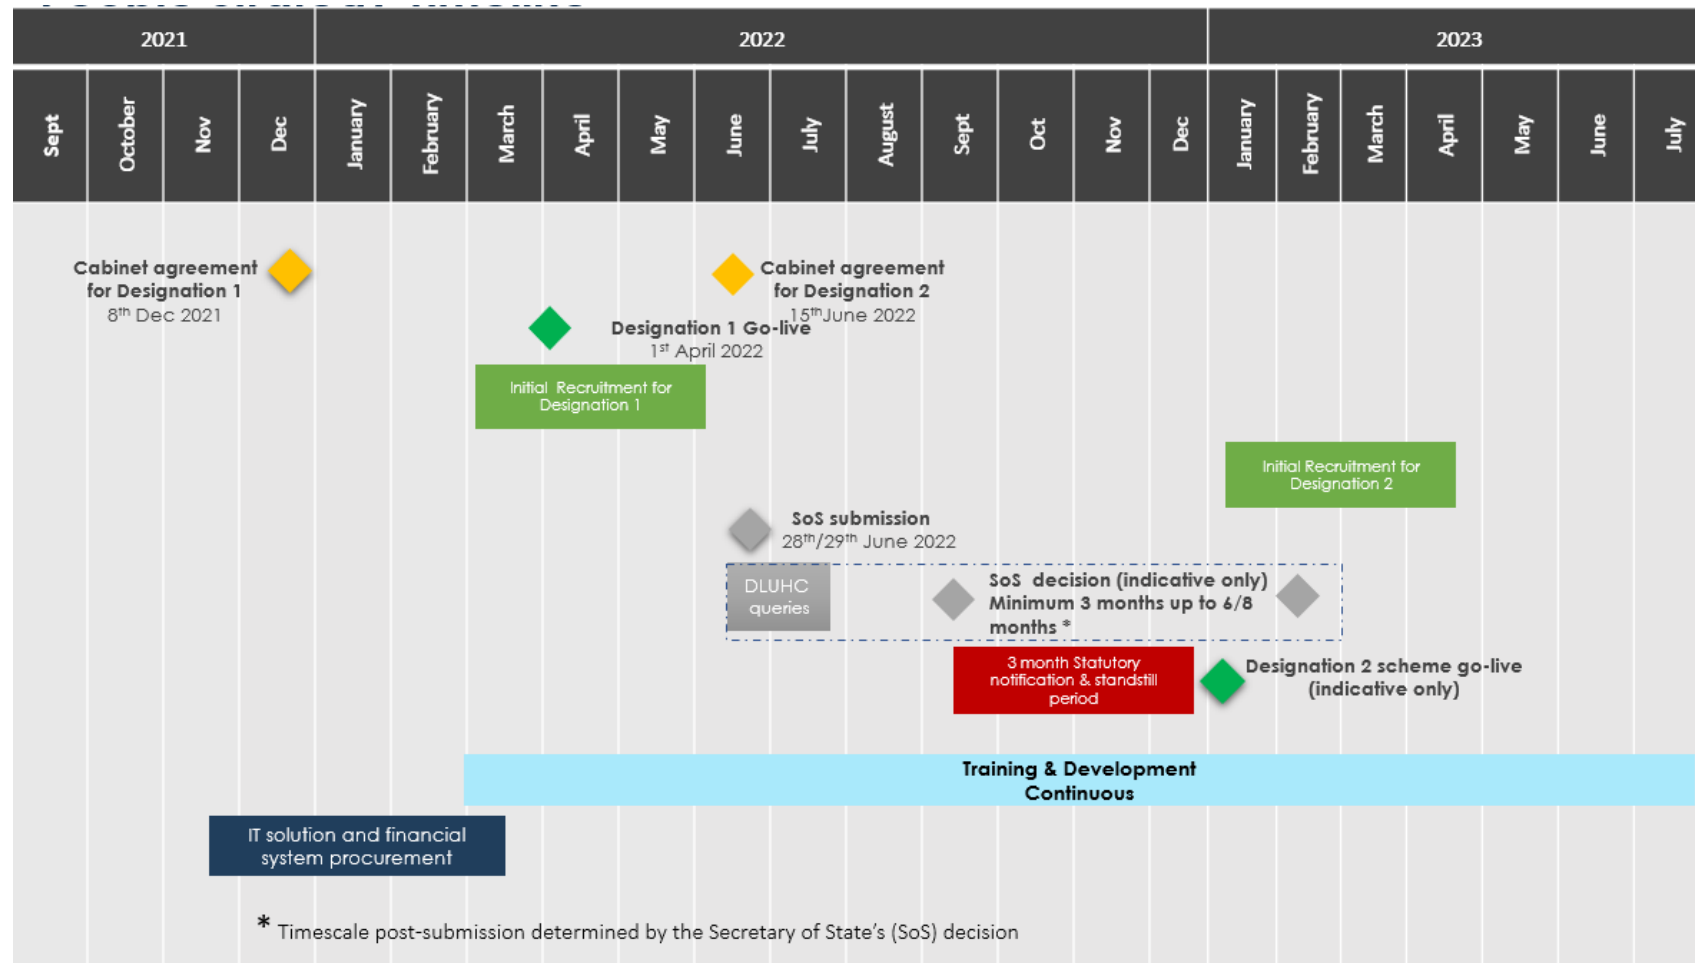 2021
2022
2023
Sept
October
Nov
Dec
January
February
March
April
May
June
July
August
Sept
Oct
Nov
Dec
January
February
March
April
May
June
July
Cabinet agreement
for Designation 1
8th Dec 2021
Cabinet agreement
for Designation 2
15thJune 2022
Designation 1 Go-live
1st April 2022
Initial Recruitment for
Designation 1
Initial Recruitment for
Designation 2
SoS submission
28th/29th June 2022
DLUHC
queries
SoS decision (indicative only)
Minimum 3 months up to 6/8
months *
3 month Statutory
notification & standstill
period
Designation 2 scheme go-live
(indicative only)
Training & Development
Continuous
IT solution and financial
system procurement
* Timescale post-submission determined by the Secretary of State's (SoS) decision